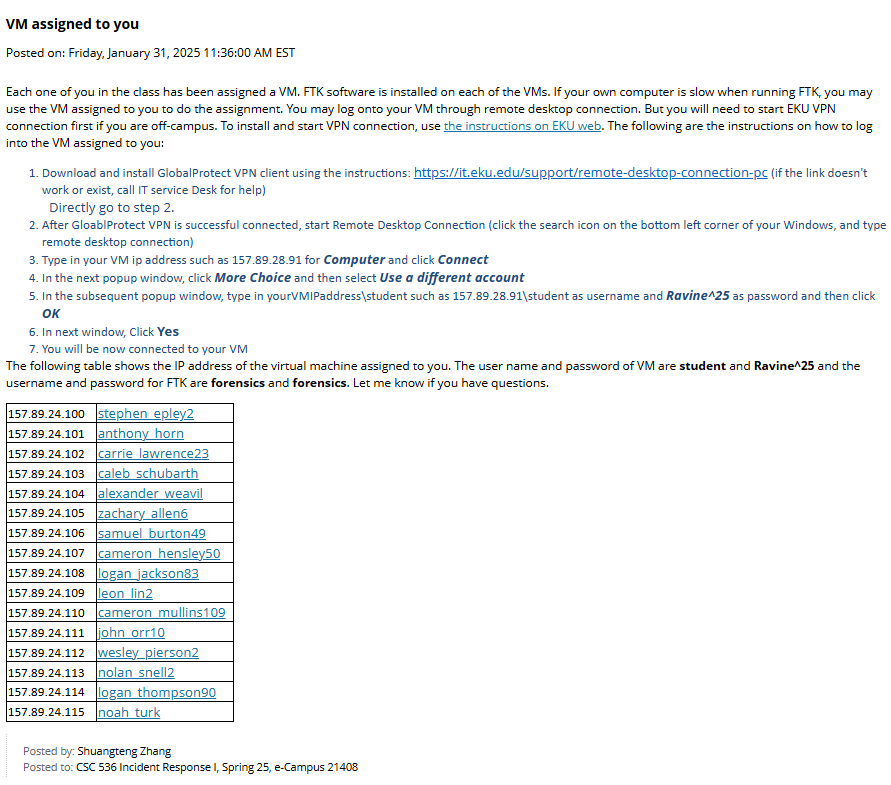 VM assigned to you
Posted on: Friday, January 31, 2025 11:36:00 AM EST
Each one of you in the class has been assigned a VM. FTK software is installed on each of the VMs. If your own computer is slow when running FTK, you may
use the VM assigned to you to do the assignment. You may log onto your VM through remote desktop connection. But you will need to start EKU VPN
connection first if you are off-campus. To install and start VPN connection, use the instructions on EKU web. The following are the instructions on how to log
into the VM assigned to you:
1. Download and install GlobalProtect VPN client using the instructions: https://it.eku.edu/support/remote-desktop-connection-pc (if the link doesn't
work or exist, call IT service Desk for help)
Directly go to step 2.
2. After GloablProtect VPN is successful connected, start Remote Desktop Connection (click the search icon on the bottom left corner of your Windows, and type
remote desktop connection)
3. Type in your VM ip address such as 157.89.28.91 for Computer and click Connect
4. In the next popup window, click More Choice and then select Use a different account
5. In the subsequent popup window, type in yourVMIPaddress\student such as 157.89.28.91\student as username and Ravine^25 as password and then click
OK
6. In next window, Click Yes
7. You will be now connected to your VM
The following table shows the IP address of the virtual machine assigned to you. The user name and password of VM are student and Ravine^25 and the
username and password for FTK are forensics and forensics. Let me know if you have questions.
157.89.24.100 stephen_epley2
157.89.24.101 anthony_horn
157.89.24.102 carrie_lawrence23
157.89.24.103 caleb_schubarth
157.89.24.104 alexander_weavil
157.89.24.105 zachary_allen6
157.89.24.106 samuel_burton49
157.89.24.107 cameron_hensley50
157.89.24.108 logan_jackson83
157.89.24.109 leon_lin2
157.89.24.110 cameron_mullins109
157.89.24.111 john_orr10
157.89.24.112 wesley_pierson2
157.89.24.113 nolan_snell2
157.89.24.114 logan_thompson90
157.89.24.115 noah_turk
Posted by: Shuangteng Zhang
Posted to: CSC 536 Incident Response I, Spring 25, e-Campus 21408